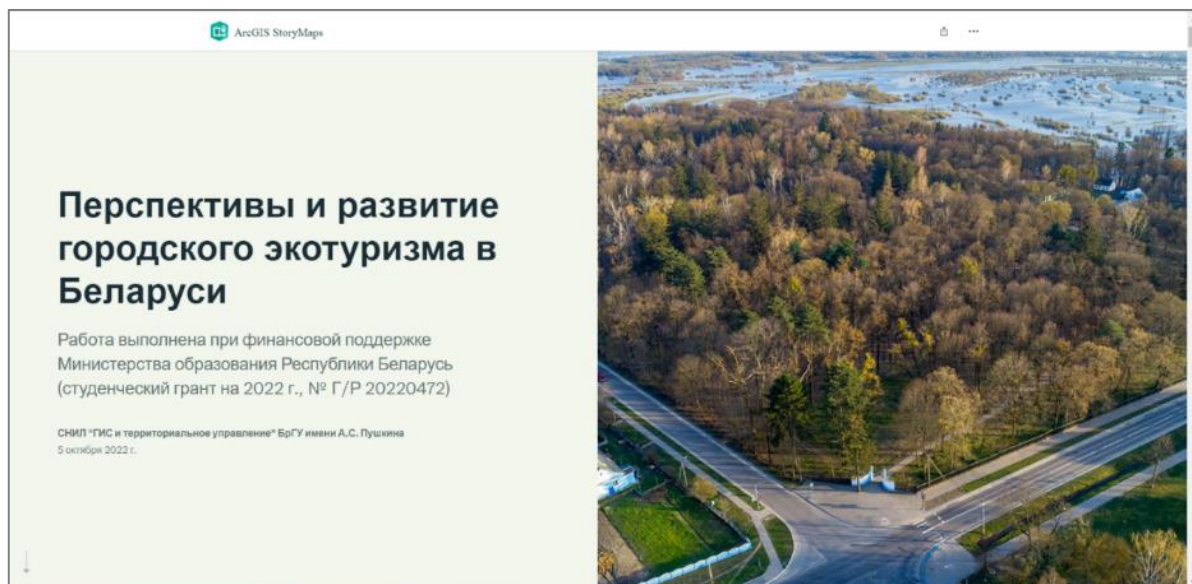 ArcGIS StoryMaps
Перспективы и развитие
городского экотуризма в
Беларуси
Работа выполнена при финансовой поддержке
Министерства образования Республики Беларусь
(студенческий грант на 2022 г., № Г/Р 20220472)
СНИЛ "ГИС и территориальное управление" БрГУ имени А.С. Пушкина
5 октября 2022 г.